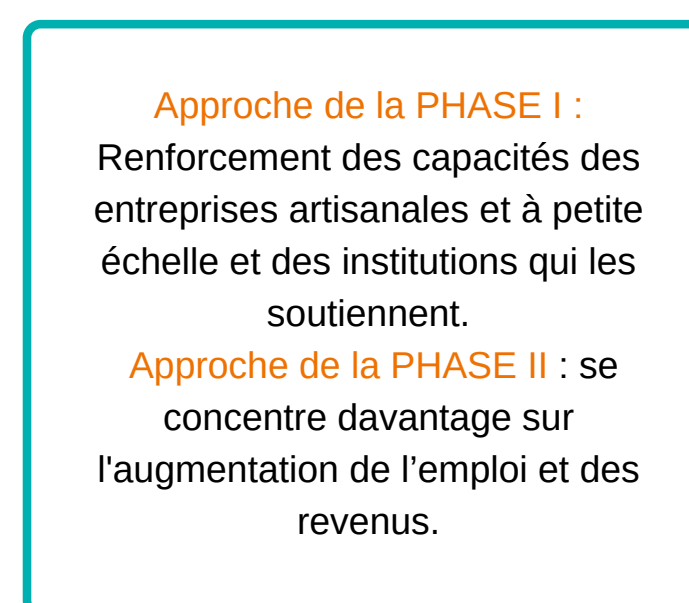 Approche de la PHASE I :
Renforcement des capacités des
entreprises artisanales et à petite
échelle et des institutions qui les
soutiennent.
Approche de la PHASE II : se
concentre davantage sur
l'augmentation de l’emploi et des
revenus.